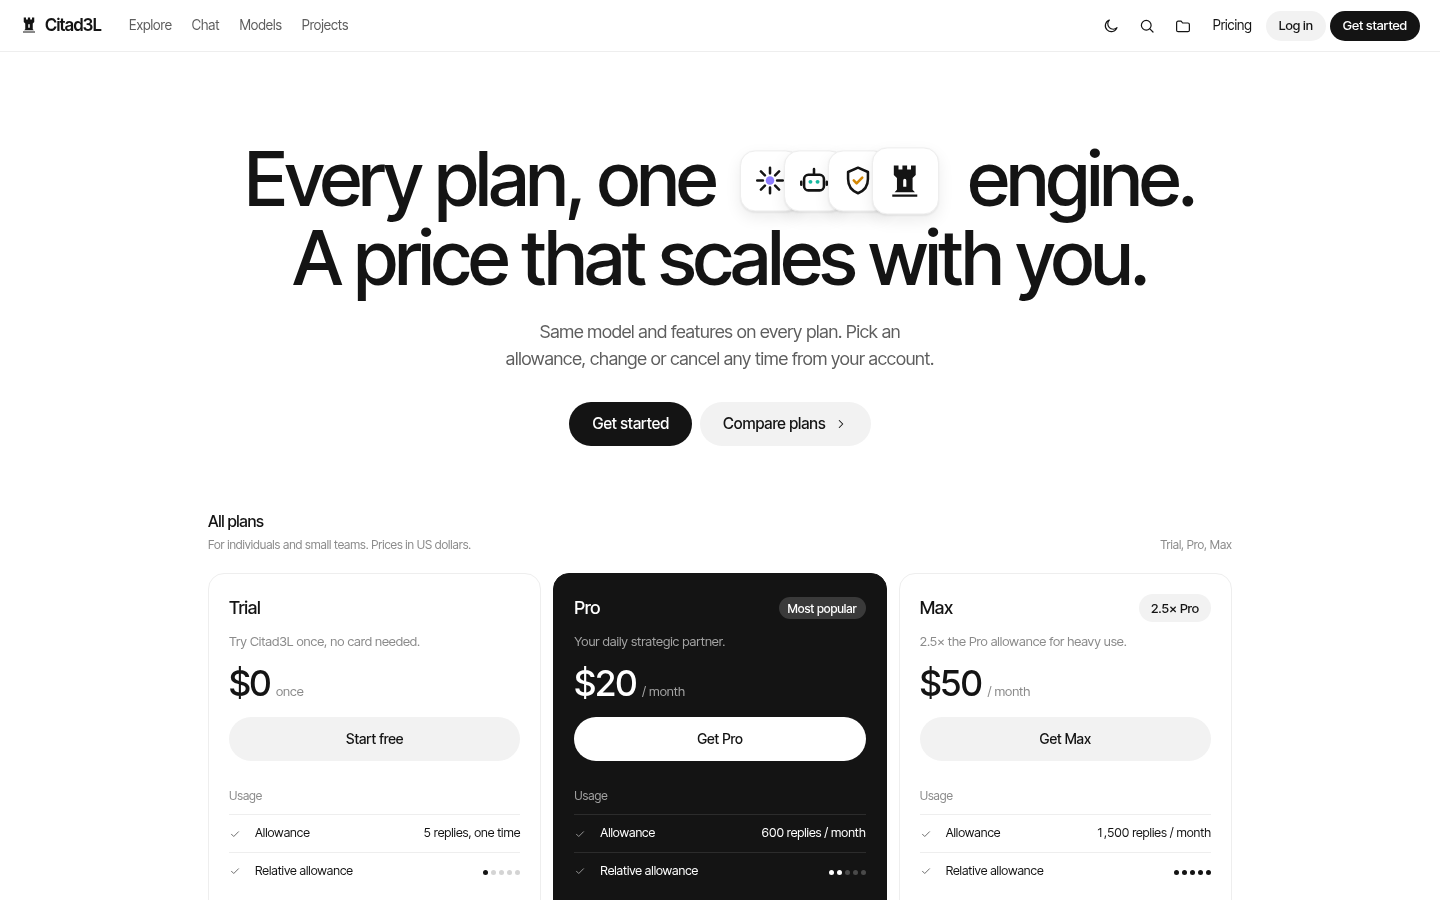 Citad3L Explore Chat Models Projects Pricing Log in Get started
Every plan, one engine.
A price that scales with you.
Same model and features on every plan. Pick an
allowance, change or cancel any time from your account.
Get started Compare plans
All plans
For individuals and small teams. Prices in US dollars. Trial, Pro, Max
Trial
Try Citad3L once, no card needed.
$0 once
Start free
Usage
Allowance 5 replies, one time
Relative allowance
Pro Most popular
Your daily strategic partner.
$20 / month
Get Pro
Usage
Allowance 600 replies / month
Relative allowance
Max 2.5× Pro
2.5× the Pro allowance for heavy use.
$50 / month
Get Max
Usage
Allowance 1,500 replies / month
Relative allowance